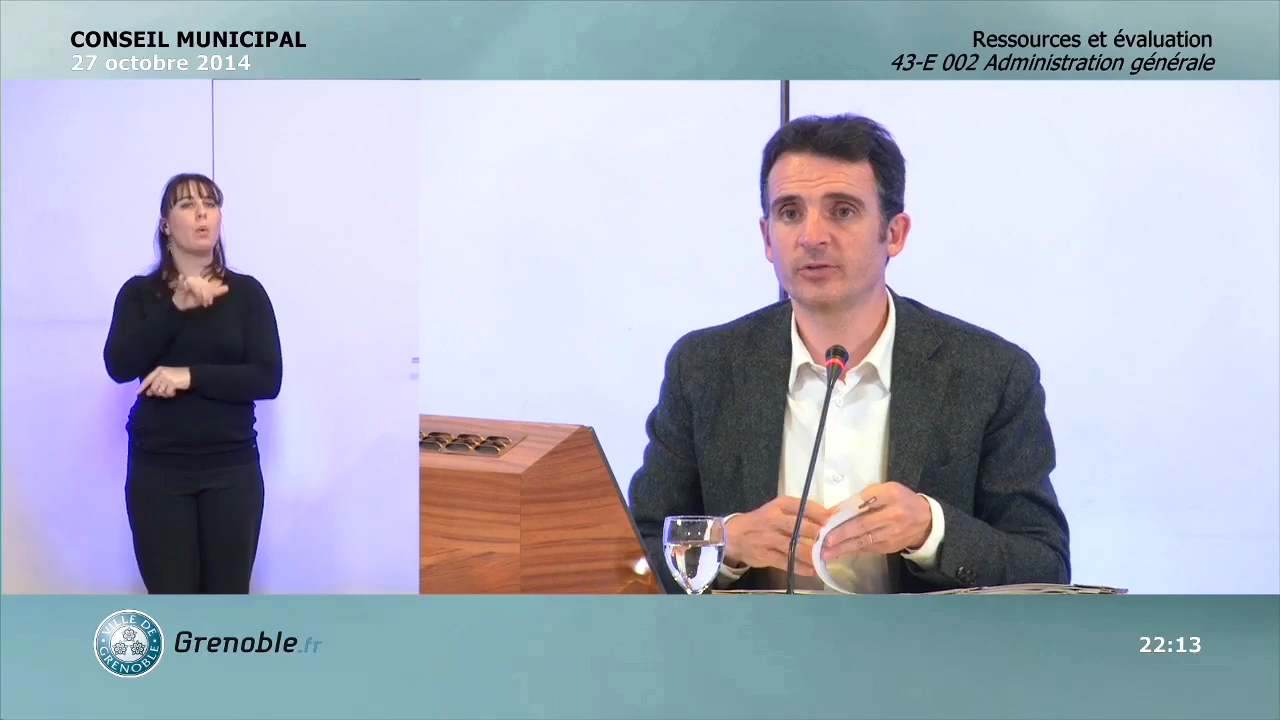 CONSEIL MUNICIPAL
27 octobre 2014
Ressources et évaluation
43-E 002 Administration générale
VILLE DE
GRENOBLE
Grenoble.fr
22:13